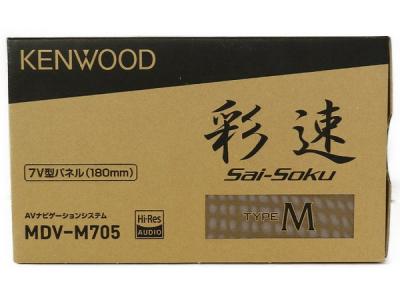 KENWOOD
彩速
Sai-Soku
7V型パネル(180mm)
TYPE M
AVナビゲーションシステム
MDV-M705
Hi-Res
AUDIO